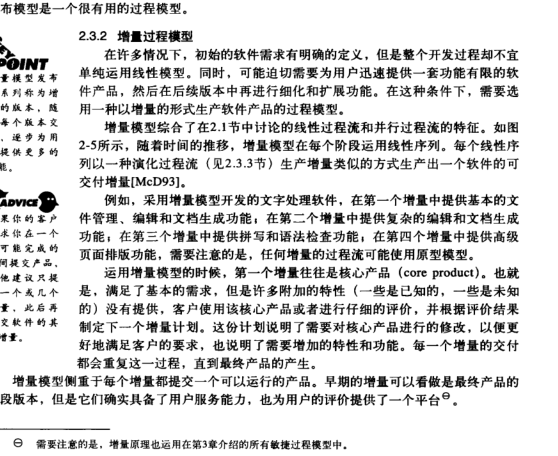 布模型是一个很有用的过程模型。
2.3.2 增量过程模型
在许多情况下，初始的软件需求有明确的定义，但是整个开发过程却不宜
单纯运用线性模型。同时，可能迫切需要为用户迅速提供一套功能有限的软
件产品，然后在后续版本中再进行细化和扩展功能。在这种条件下，需要选
用一种以增量的形式生产软件产品的过程模型。
增量模型综合了在2.1节中讨论的线性过程流和并行过程流的特征。如图
2-5所示，随着时间的推移，增量模型在每个阶段运用线性序列。每个线性序
列以一种演化过程流（见2.3.3节）生产增量类似的方式生产出一个软件的可
交付增量[McD93]。
例如，采用增量模型开发的文字处理软件，在第一个增量中提供基本的文
件管理、编辑和文档生成功能；在第二个增量中提供复杂的编辑和文档生成
功能；在第三个增量中提供拼写和语法检查功能；在第四个增量中提供高级
页面排版功能，需要注意的是，任何增量的过程流可能使用原型模型。
运用增量模型的时候，第一个增量往往是核心产品（core product）。也就
是，满足了基本的需求，但是许多附加的特性（一些是已知的，一些是未知
的）没有提供，客户使用该核心产品或者进行仔细的评价，并根据评价结果
制定下一个增量计划。这份计划说明了需要对核心产品进行的修改，以便更
好地满足客户的要求，也说明了需要增加的特性和功能。每一个增量的交付
都会重复这一过程，直到最终产品的产生。
增量模型侧重于每个增量都提交一个可以运行的产品。早期的增量可以看做是最终产品的
段版本，但是它们确实具备了用户服务能力，也为用户的评价提供了一个平台⊖。
POINT
量模型发布
系列称为增
的版本，随
每个版本交
，逐步为用
提供更多的
能。
ADVICE
果你的客户
求你在一个
可能完成的
间提交产品，
他建议只提
一个或几个
量，此后再
交软件的其
增量。
⊖ 需要注意的是，增量原理也运用在第3章介绍的所有敏捷过程模型中。